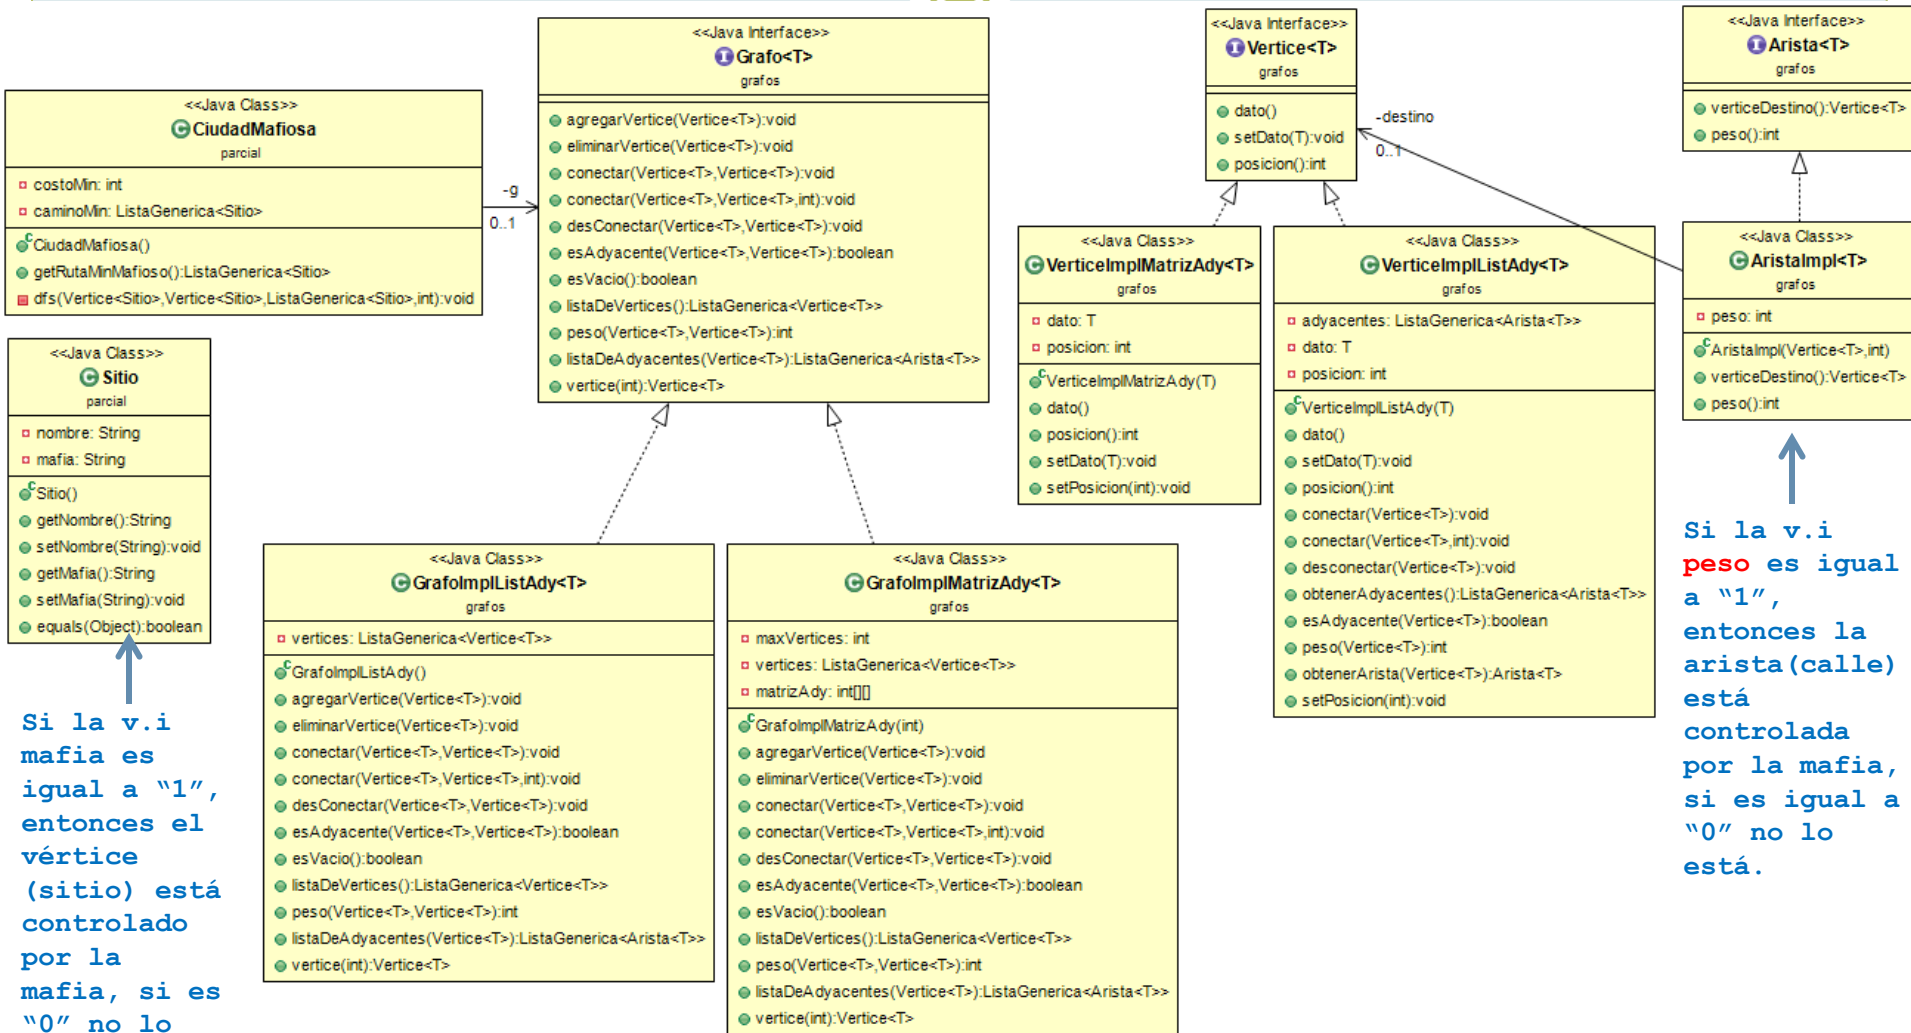 <<Java Class>>
CiudadMafiosa
parcial
costoMin: int
caminoMin: ListaGenerica<Sitio>
CiudadMafiosa()
getRutaMinMafioso():ListaGenerica<Sitio>
dfs(Vertice<Sitio>,Vertice<Sitio>,ListaGenerica<Sitio>,int):void
-g
0..1
<<Java Interface>>
Grafo<T>
grafos
agregarVertice(Vertice<T>):void
eliminarVertice(Vertice<T>):void
conectar(Vertice<T>,Vertice<T>):void
conectar(Vertice<T>,Vertice<T>,int):void
desConectar(Vertice<T>,Vertice<T>):void
esAdyacente(Vertice<T>,Vertice<T>):boolean
esVacio():boolean
listaDeVertices():ListaGenerica<Vertice<T>>
peso(Vertice<T>,Vertice<T>):int
listaDeAdyacentes(Vertice<T>):ListaGenerica<Arista<T>>
vertice(int):Vertice<T>
<<Java Interface>>
Vertice<T>
grafos
dato()
setDato(T):void
posicion():int
-destino
0..1
<<Java Interface>>
Arista<T>
grafos
verticeDestino():Vertice<T>
peso():int
<<Java Class>>
VerticeImplMatrizAdy<T>
grafos
dato: T
posicion: int
VerticeImplMatrizAdy(T)
dato()
posicion():int
setDato(T):void
setPosicion(int):void
<<Java Class>>
VerticeImplListAdy<T>
grafos
adyacentes: ListaGenerica<Arista<T>>
dato: T
posicion: int
VerticeImplListAdy(T)
dato()
setDato(T):void
posicion():int
conectar(Vertice<T>):void
conectar(Vertice<T>,int):void
desconectar(Vertice<T>):void
obtenerAdyacentes():ListaGenerica<Arista<T>>
esAdyacente(Vertice<T>):boolean
peso(Vertice<T>):int
obtenerArista(Vertice<T>):Arista<T>
setPosicion(int):void
<<Java Class>>
AristaImpl<T>
grafos
peso: int
AristaImpl(Vertice<T>,int)
verticeDestino():Vertice<T>
peso():int
<<Java Class>>
Sitio
parcial
nombre: String
mafia: String
Sitio()
getNombre():String
setNombre(String):void
getMafia():String
setMafia(String):void
equals(Object):boolean
<<Java Class>>
GrafoImplListAdy<T>
grafos
vertices: ListaGenerica<Vertice<T>>
GrafoImplListAdy()
agregarVertice(Vertice<T>):void
eliminarVertice(Vertice<T>):void
conectar(Vertice<T>,Vertice<T>):void
conectar(Vertice<T>,Vertice<T>,int):void
desConectar(Vertice<T>,Vertice<T>):void
esAdyacente(Vertice<T>,Vertice<T>):boolean
esVacio():boolean
listaDeVertices():ListaGenerica<Vertice<T>>
peso(Vertice<T>,Vertice<T>):int
listaDeAdyacentes(Vertice<T>):ListaGenerica<Arista<T>>
vertice(int):Vertice<T>
<<Java Class>>
GrafoImplMatrizAdy<T>
grafos
maxVertices: int
vertices: ListaGenerica<Vertice<T>>
matrizAdy: int[][]
GrafoImplMatrizAdy(int)
agregarVertice(Vertice<T>):void
eliminarVertice(Vertice<T>):void
conectar(Vertice<T>,Vertice<T>):void
conectar(Vertice<T>,Vertice<T>,int):void
desConectar(Vertice<T>,Vertice<T>):void
esAdyacente(Vertice<T>,Vertice<T>):boolean
esVacio():boolean
listaDeVertices():ListaGenerica<Vertice<T>>
peso(Vertice<T>,Vertice<T>):int
listaDeAdyacentes(Vertice<T>):ListaGenerica<Arista<T>>
vertice(int):Vertice<T>
Si la v.i
mafia es
igual a “1”,
entonces el
vértice
(sitio) está
controlado
por la
mafia, si es
“0” no lo
Si la v.i
peso es igual
a “1”,
entonces la
arista(calle)
está
controlada
por la mafia,
si es igual a
“0” no lo
está.